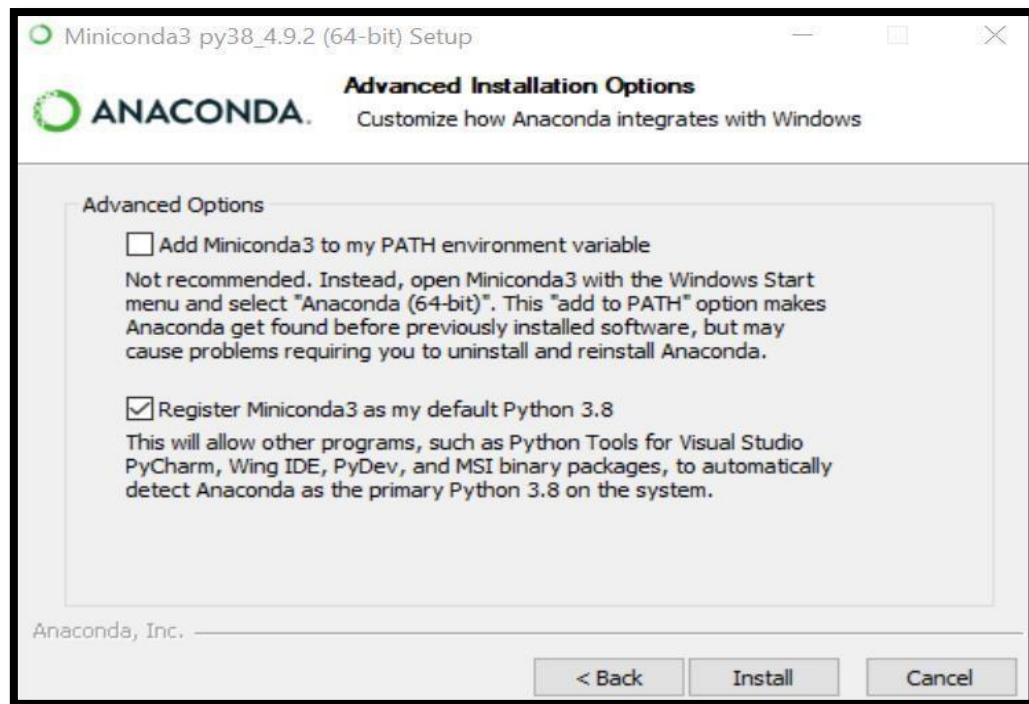 Miniconda3 py38_4.9.2 (64-bit) Setup
ANACONDA.
Advanced Installation Options
Customize how Anaconda integrates with Windows
Advanced Options
Add Miniconda3 to my PATH environment variable
Not recommended. Instead, open Miniconda3 with the Windows Start
menu and select "Anaconda (64-bit)". This "add to PATH" option makes
Anaconda get found before previously installed software, but may
cause problems requiring you to uninstall and reinstall Anaconda.
Register Miniconda3 as my default Python 3.8
This will allow other programs, such as Python Tools for Visual Studio
PyCharm, Wing IDE, PyDev, and MSI binary packages, to automatically
detect Anaconda as the primary Python 3.8 on the system.
Anaconda, Inc.
< Back
Install
Cancel